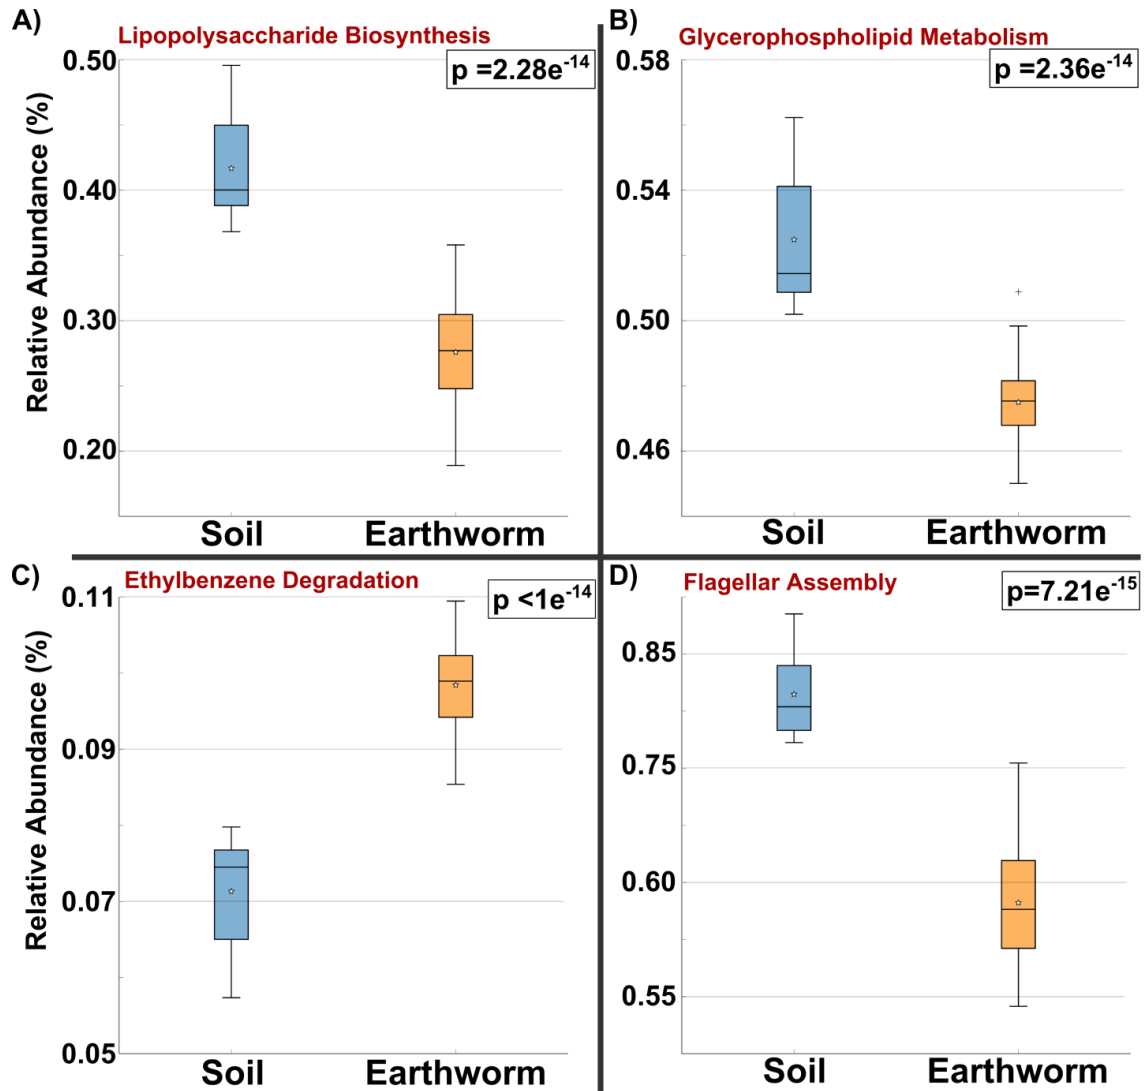 A)
Lipopolysaccharide Biosynthesis
p =2.28e-14
Relative Abundance (%)
0.50
0.40
0.30
0.20
Soil Earthworm
B)
Glycerophospholipid Metabolism
p =2.36e-14
0.58
0.54
0.50
0.46
Soil Earthworm
C)
Ethylbenzene Degradation
p <1e-14
Relative Abundance (%)
0.11
0.09
0.07
0.05
Soil Earthworm
D)
Flagellar Assembly
p=7.21e-15
0.85
0.75
0.60
0.55
Soil Earthworm